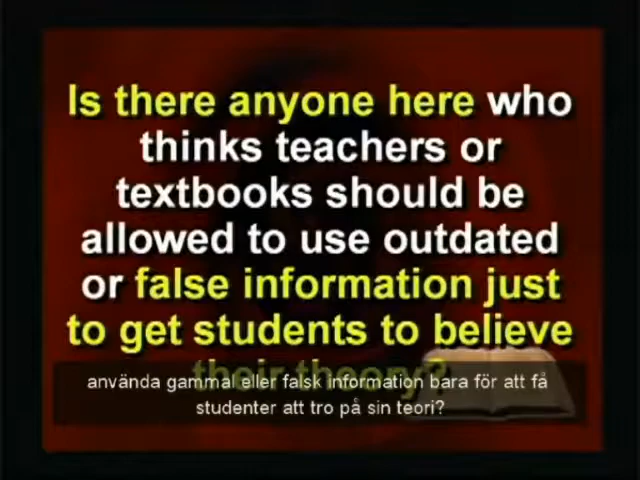 Is there anyone here who
thinks teachers or
textbooks should be
allowed to use outdated
or false information just
to get students to believe
their theory?
använda gammal eller falsk information bara för att få
studenter att tro på sin teori?